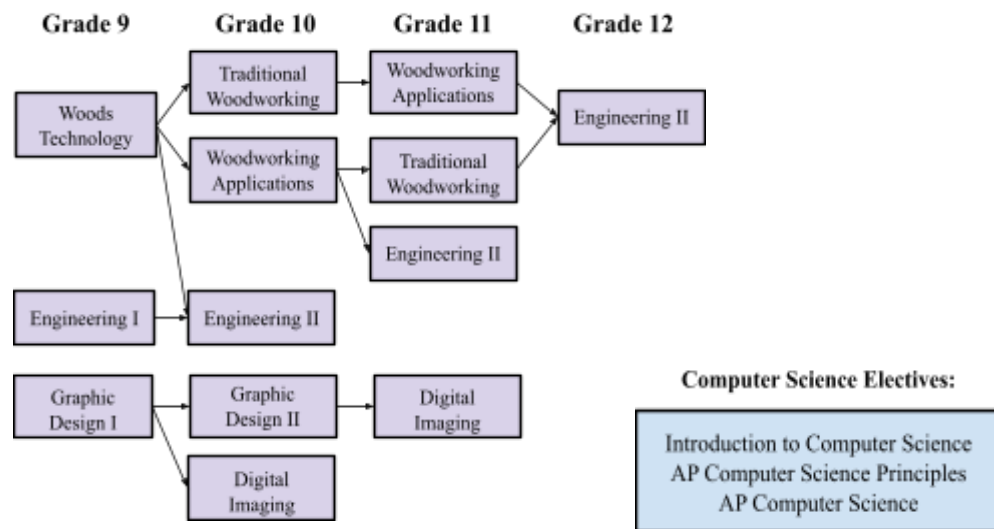 Grade 9
Grade 10
Grade 11
Grade 12
Woods
Technology
Traditional
Woodworking
Woodworking
Applications
Engineering II
Woodworking
Applications
Traditional
Woodworking
Engineering II
Engineering I
Engineering II
Graphic
Design I
Graphic
Design II
Digital
Imaging
Digital
Imaging
Computer Science Electives:
Introduction to Computer Science
AP Computer Science Principles
AP Computer Science